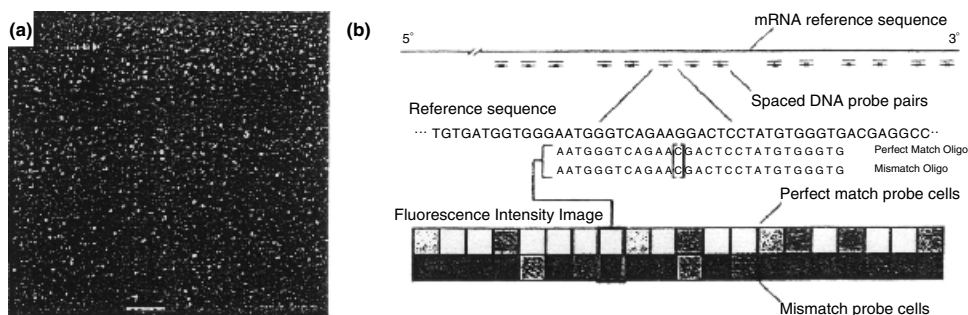 (a)
(b)
mRNA reference sequence
5°
3°
Spaced DNA probe pairs
Reference sequence
··· TGTGATGGTGGGAATGGGTCAGAAGGACTCCTATGTGGGTGACGAGGCC··
AATGGGTCAGAACGACTCCTATGTGGGTG Perfect Match Oligo
AATGGGTCAGAACGACTCCTATGTGGGTG Mismatch Oligo
Perfect match probe cells
Fluorescence Intensity Image
Mismatch probe cells